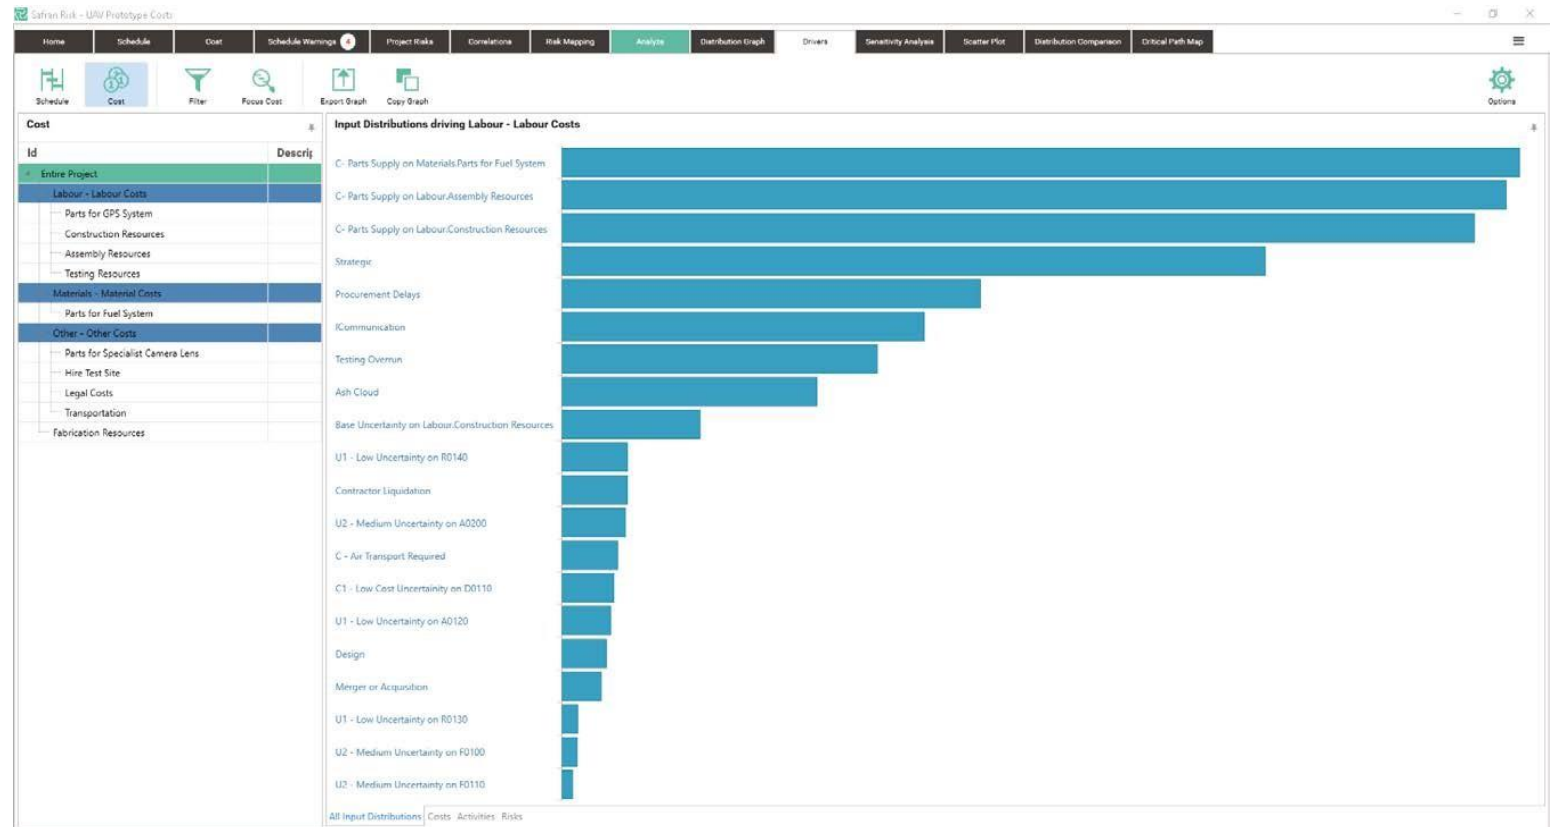 Safran Risk - UAV Prototype Costs
Home Schedule Cost Schedule Warnings 4 Project Risks Correlations Risk Mapping Analyze Distribution Graph Drivers Sensitivity Analysis Scatter Plot Distribution Comparison Critical Path Map
Schedule Cost Filter Focus Cost Export Graph Copy Graph Options
Cost
Id Descrip
Entire Project
Labour - Labour Costs
Parts for GPS System
Construction Resources
Assembly Resources
Testing Resources
Materials - Material Costs
Parts for Fuel System
Other - Other Costs
Parts for Specialist Camera Lens
Hire Test Site
Legal Costs
Transportation
Fabrication Resources
Input Distributions driving Labour - Labour Costs
C- Parts Supply on Materials.Parts for Fuel System
C- Parts Supply on Labour.Assembly Resources
C- Parts Supply on Labour.Construction Resources
Strategic
Procurement Delays
ICommunication
Testing Overrun
Ash Cloud
Base Uncertainty on Labour.Construction Resources
U1 - Low Uncertainty on R0140
Contractor Liquidation
U2 - Medium Uncertainty on A0200
C - Air Transport Required
C1 - Low Cost Uncertainity on D0110
U1 - Low Uncertainty on A0120
Design
Merger or Acquisition
U1 - Low Uncertainty on R0130
U2 - Medium Uncertainty on F0100
U2 - Medium Uncertainty on F0110
All Input Distributions Costs Activities Risks